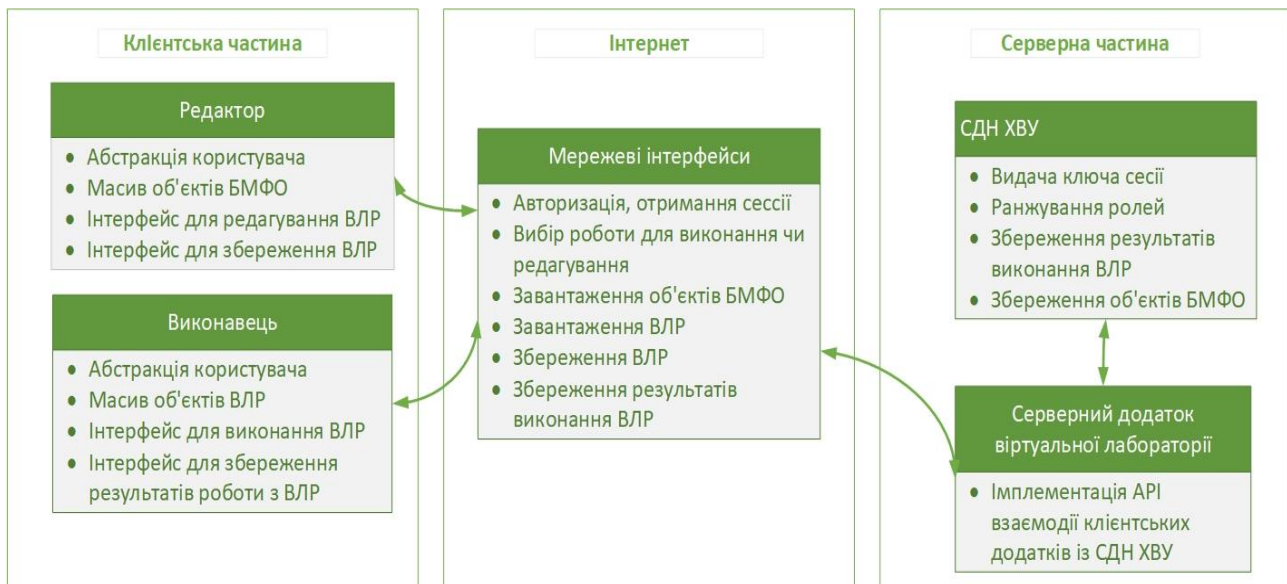 Клієнтська частина
Редактор
• Абстракція користувача
• Масив об'єктів БМФО
• Інтерфейс для редагування ВЛР
• Інтерфейс для збереження ВЛР
Виконавець
• Абстракція користувача
• Масив об'єктів ВЛР
• Інтерфейс для виконання ВЛР
• Інтерфейс для збереження
результатів роботи з ВЛР
Інтернет
Мережеві інтерфейси
• Авторизація, отримання сессії
• Вибір роботи для виконання чи
редагування
• Завантаження об'єктів БМФО
• Завантаження ВЛР
• Збереження ВЛР
• Збереження результатів
виконання ВЛР
Серверна частина
СДН ХВУ
• Видача ключа сесії
• Ранжування ролей
• Збереження результатів
виконання ВЛР
• Збереження об'єктів БМФО
Серверний додаток
віртуальної лабораторії
• Імплементація АРІ
взаємодії клієнтських
додатків із СДН ХВУ